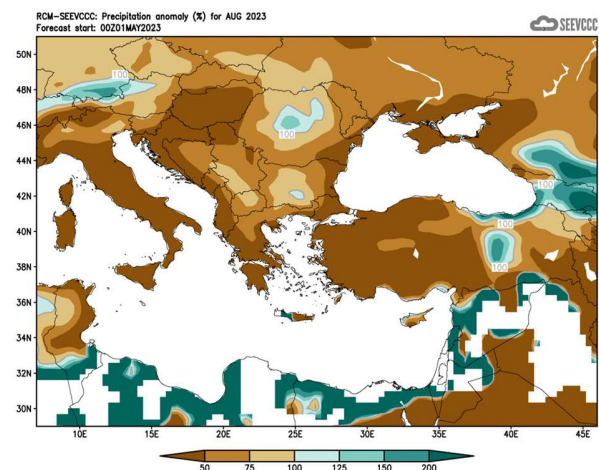 RCM-SEEVCCC: Precipitation anomaly (%) for AUG 2023
Forecast start: 00Z01MAY2023
SEEVCCC
50N
100
48N
46N
100
44N
100
42N
100
40N
38N
100
36N
34N
32N
30N
10E 15E 20E 25E 30E 35E 40E 45E
50 75 100 125 150 200